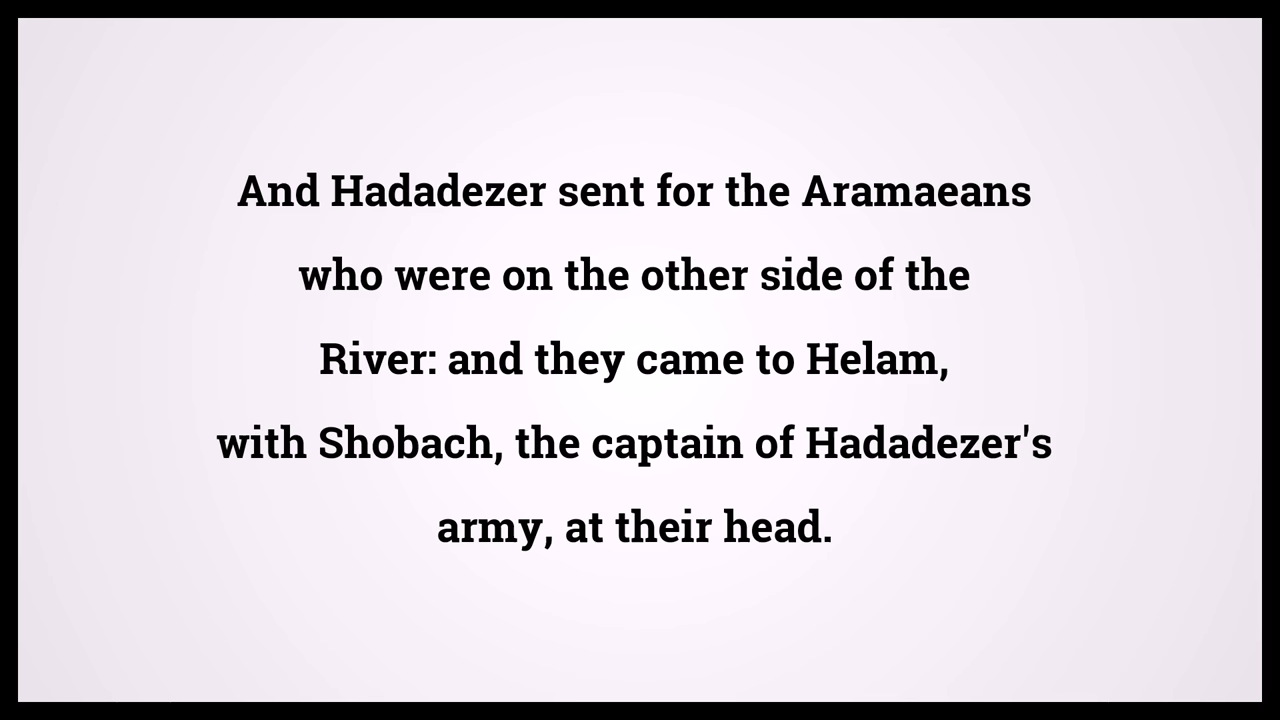 And Hadadezer sent for the Aramaeans
who were on the other side of the
River: and they came to Helam,
with Shobach, the captain of Hadadezer's
army, at their head.